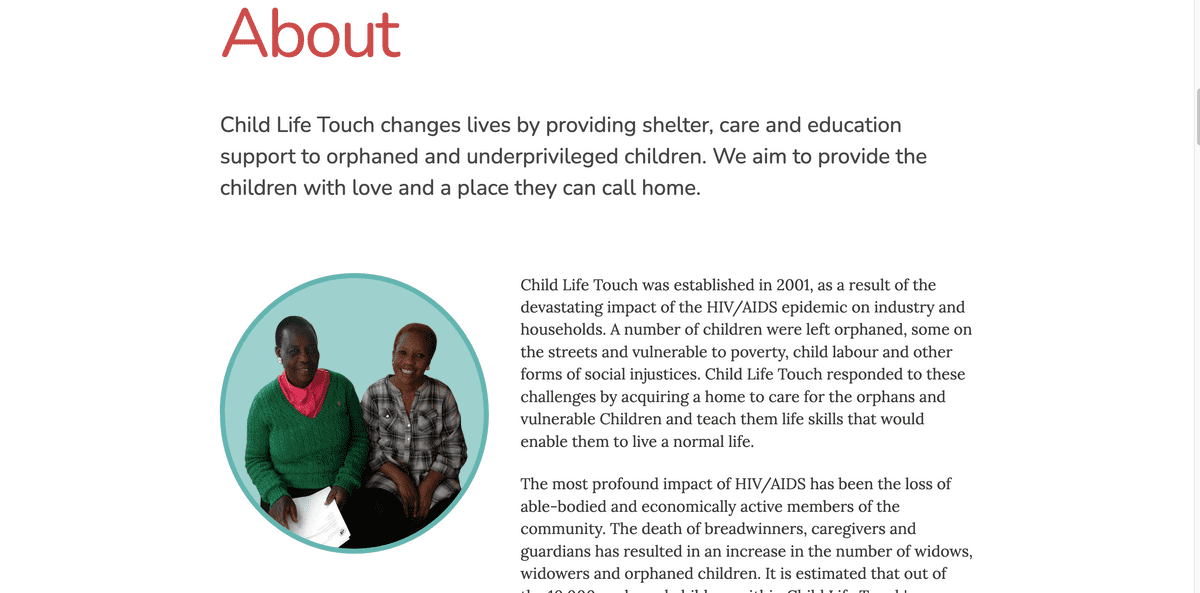 About
Child Life Touch changes lives by providing shelter, care and education
support to orphaned and underprivileged children. We aim to provide the
children with love and a place they can call home.
Child Life Touch was established in 2001, as a result of the
devastating impact of the HIV/AIDS epidemic on industry and
households. A number of children were left orphaned, some on
the streets and vulnerable to poverty, child labour and other
forms of social injustices. Child Life Touch responded to these
challenges by acquiring a home to care for the orphans and
vulnerable Children and teach them life skills that would
enable them to live a normal life.
The most profound impact of HIV/AIDS has been the loss of
able-bodied and economically active members of the
community. The death of breadwinners, caregivers and
guardians has resulted in an increase in the number of widows,
widowers and orphaned children. It is estimated that out of